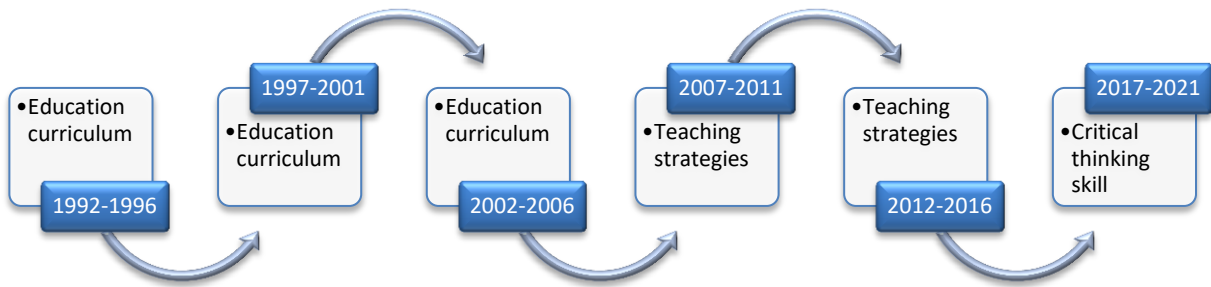 •Education
curriculum
1992-1996
1997-2001
•Education
curriculum
•Education
curriculum
2002-2006
2007-2011
•Teaching
strategies
•Teaching
strategies
2012-2016
2017-2021
•Critical
thinking
skill